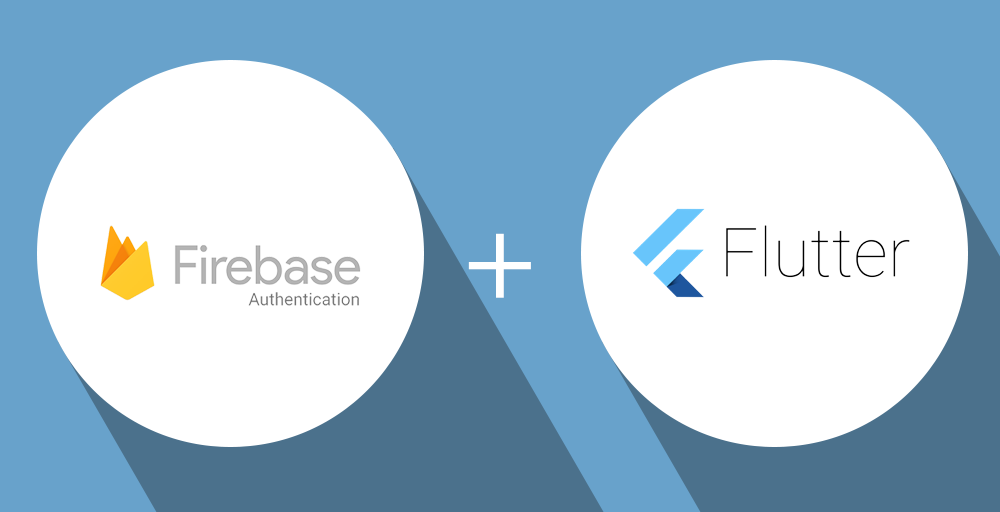 Firebase
Authentication
+
Flutter